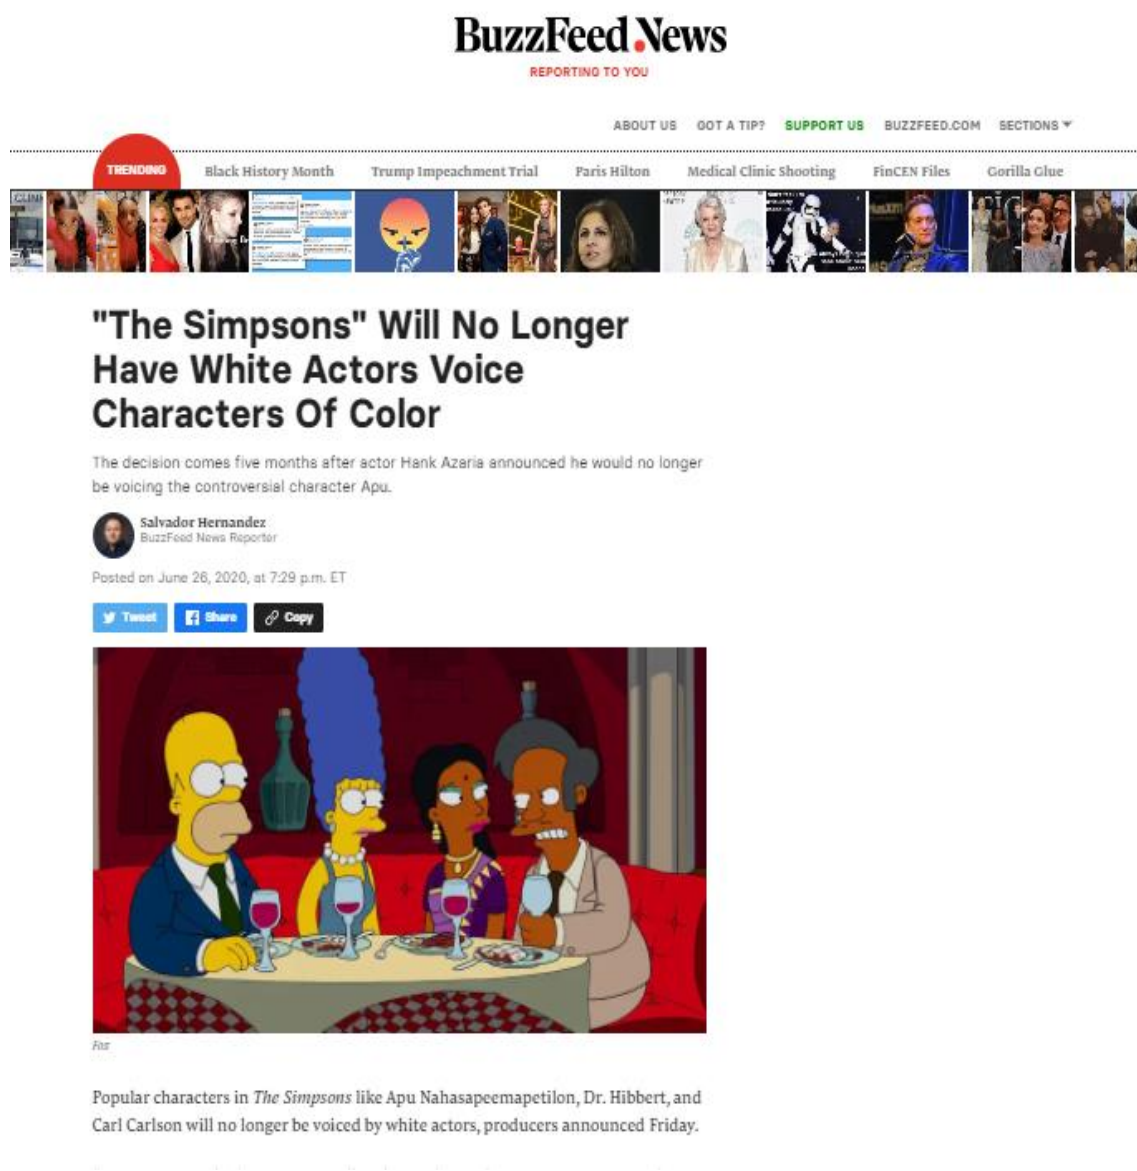 BuzzFeed News
REPORTING TO YOU
ABOUT US GOT A TIP? SUPPORT US BUZZFEED.COM SECTIONS
TRENDING Black History Month Trump Impeachment Trial Paris Hilton Medical Clinic Shooting FinCEN Files Gorilla Glue
"The Simpsons" Will No Longer
Have White Actors Voice
Characters Of Color
The decision comes five months after actor Hank Azaria announced he would no longer
be voicing the controversial character Apu.
Salvador Hernandez
BuzzFeed News Reporter
Posted on June 26, 2020, at 7:29 p.m. ET
Tweet Share Copy
Fox
Popular characters in The Simpsons like Apu Nahasapeemapetilon, Dr. Hibbert, and
Carl Carlson will no longer be voiced by white actors, producers announced Friday.